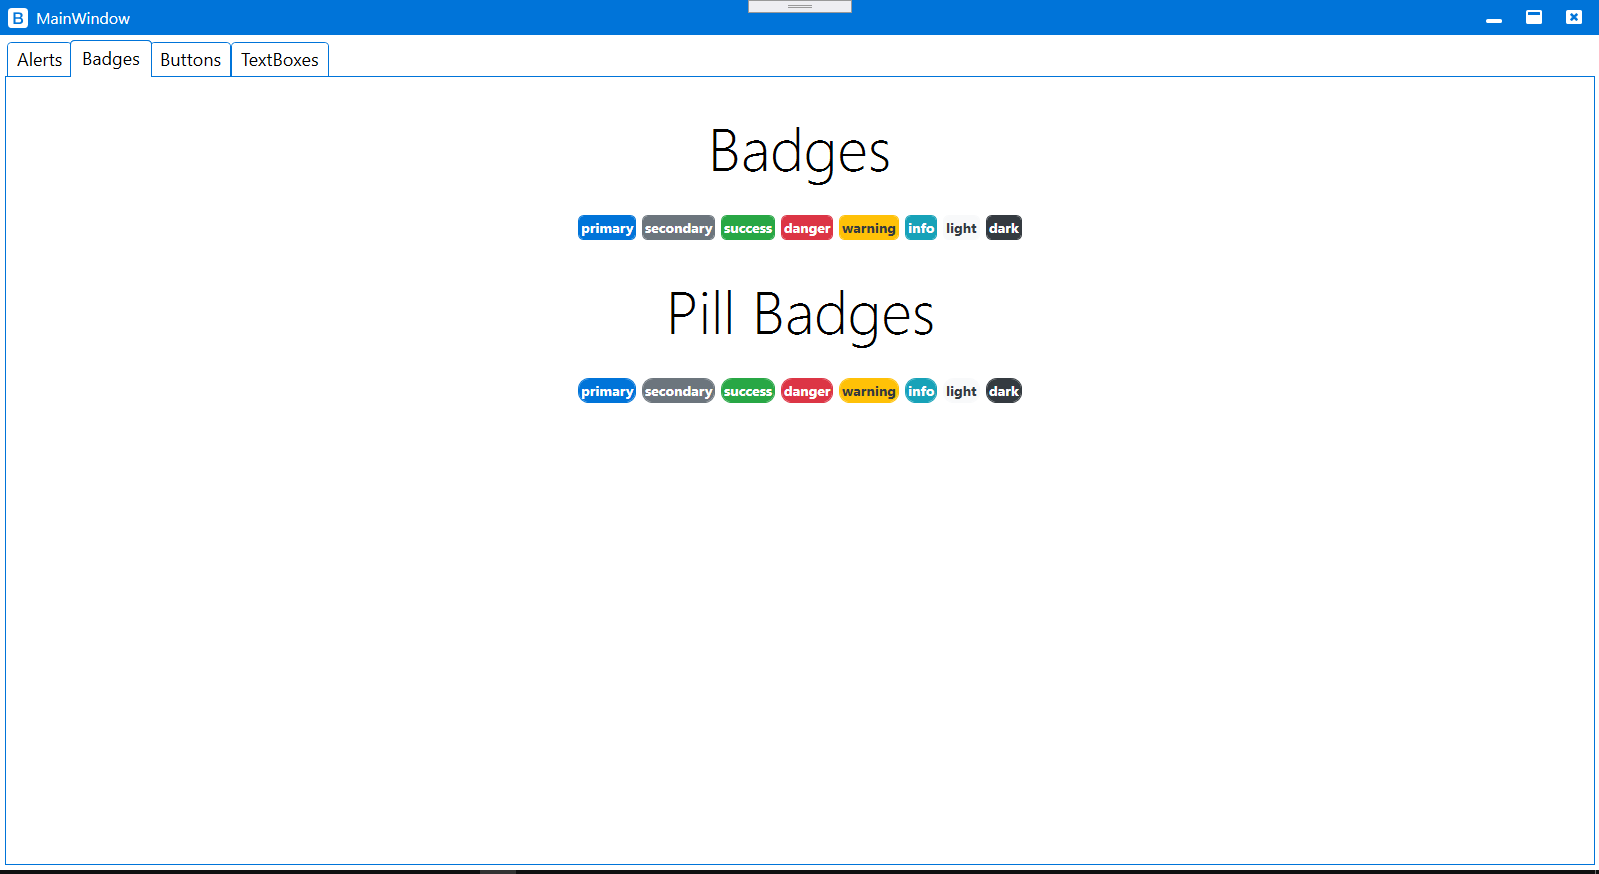 B MainWindow
Alerts Badges Buttons TextBoxes
Badges
primary secondary success danger warning info light dark
Pill Badges
primary secondary success danger warning info light dark